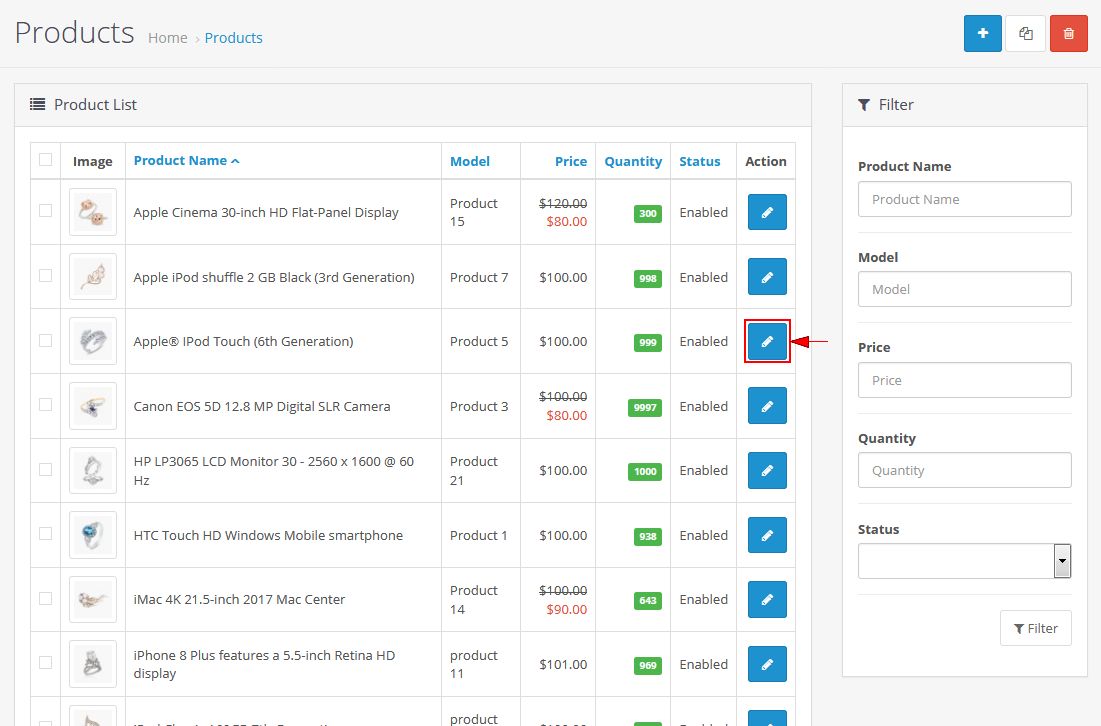 Products Home › Products
Product List
Image Product Name Model Price Quantity Status Action
Apple Cinema 30-inch HD Flat-Panel Display
Product
15
$120.00
$80.00
300
Enabled
Apple iPod shuffle 2 GB Black (3rd Generation) Product 7 $100.00 998 Enabled
Apple® IPod Touch (6th Generation) Product 5 $100.00 999 Enabled
Canon EOS 5D 12.8 MP Digital SLR Camera Product 3
$100.00
$80.00
9997
Enabled
HP LP3065 LCD Monitor 30 - 2560 x 1600 @ 60
Hz
Product
21
$100.00
1000
Enabled
HTC Touch HD Windows Mobile smartphone Product 1 $100.00 938 Enabled
iMac 4K 21.5-inch 2017 Mac Center
Product
14
$100.00
$90.00
643
Enabled
iPhone 8 Plus features a 5.5-inch Retina HD
display
product
11
$101.00
969
Enabled
product
Filter
Product Name
Product Name
Model
Model
Price
Price
Quantity
Quantity
Status
Filter